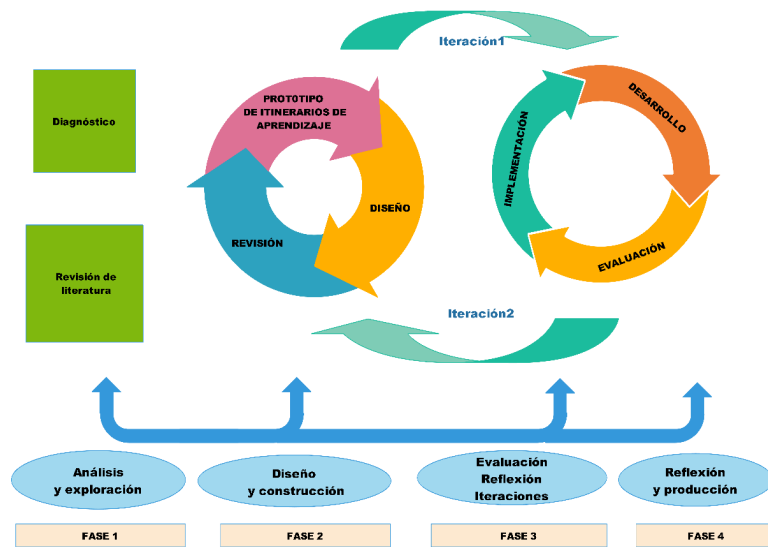 Iteración1
Diagnóstico
PROTOTIPO
DE ITINERARIOS DE
APRENDIZAJE
DISEÑO
REVISIÓN
DESARROLLO
IMPLEMENTACIÓN
EVALUACIÓN
Revisión de
literatura
Iteración2
Análisis
y exploración
Diseño
y construcción
Evaluación
Reflexión
Iteraciones
Reflexión
y producción
FASE 1
FASE 2
FASE 3
FASE 4